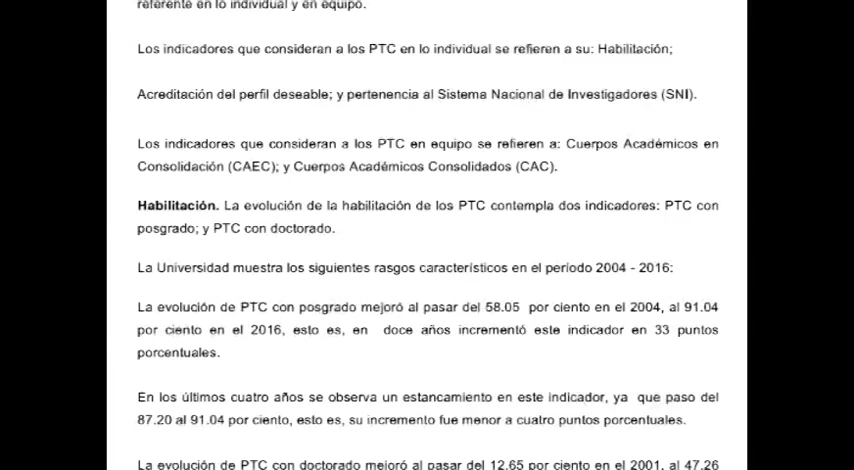 referente en lo individual y en equipo.
Los indicadores que consideran a los PTC en lo individual se refieren a su: Habilitación;
Acreditación del perfil deseable; y pertenencia al Sistema Nacional de Investigadores (SNI).
Los indicadores que consideran a los PTC en equipo se refieren a: Cuerpos Académicos en
Consolidación (CAEC); y Cuerpos Académicos Consolidados (CAC).
Habilitación. La evolución de la habilitación de los PTC contempla dos indicadores: PTC con
posgrado; y PTC con doctorado.
La Universidad muestra los siguientes rasgos característicos en el período 2004 - 2016:
La evolución de PTC con posgrado mejoró al pasar del 58.05 por ciento en el 2004, al 91.04
por ciento en el 2016, esto es, en doce años incrementó este indicador en 33 puntos
porcentuales.
En los últimos cuatro años se observa un estancamiento en este indicador, ya que paso del
87.20 al 91.04 por ciento, esto es, su incremento fue menor a cuatro puntos porcentuales.
La evolución de PTC con doctorado mejoró al pasar del 12.65 por ciento en el 2001, al 47.26